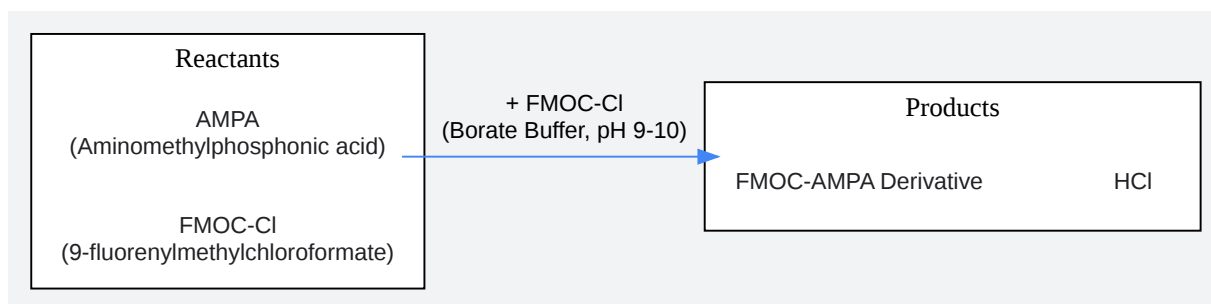 Reactants
AMPA
(Aminomethylphosphonic acid)
FMOC-Cl
(9-fluorenylmethylchloroformate)
+ FMOC-Cl
(Borate Buffer, pH 9-10)
Products
FMOC-AMPA Derivative
HCl